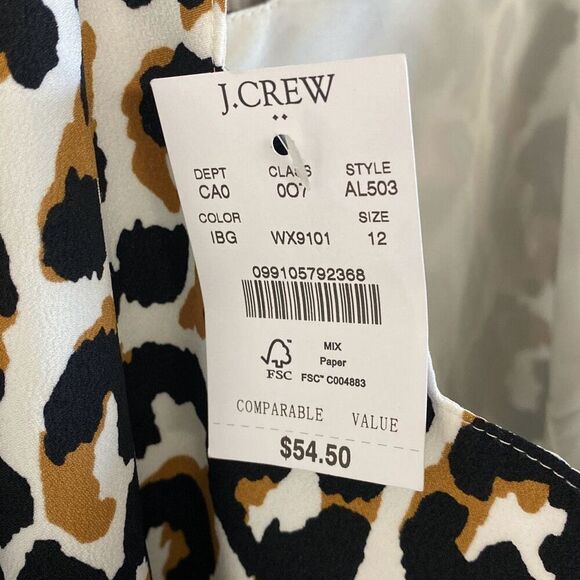 J.CREW
DEPT CLASS STYLE
CA0 007 AL503
COLOR SIZE
IBG WX9101 12
099105792368
FSC
MIX
Paper
FSC™ C004883
COMPARABLE VALUE
$54.50